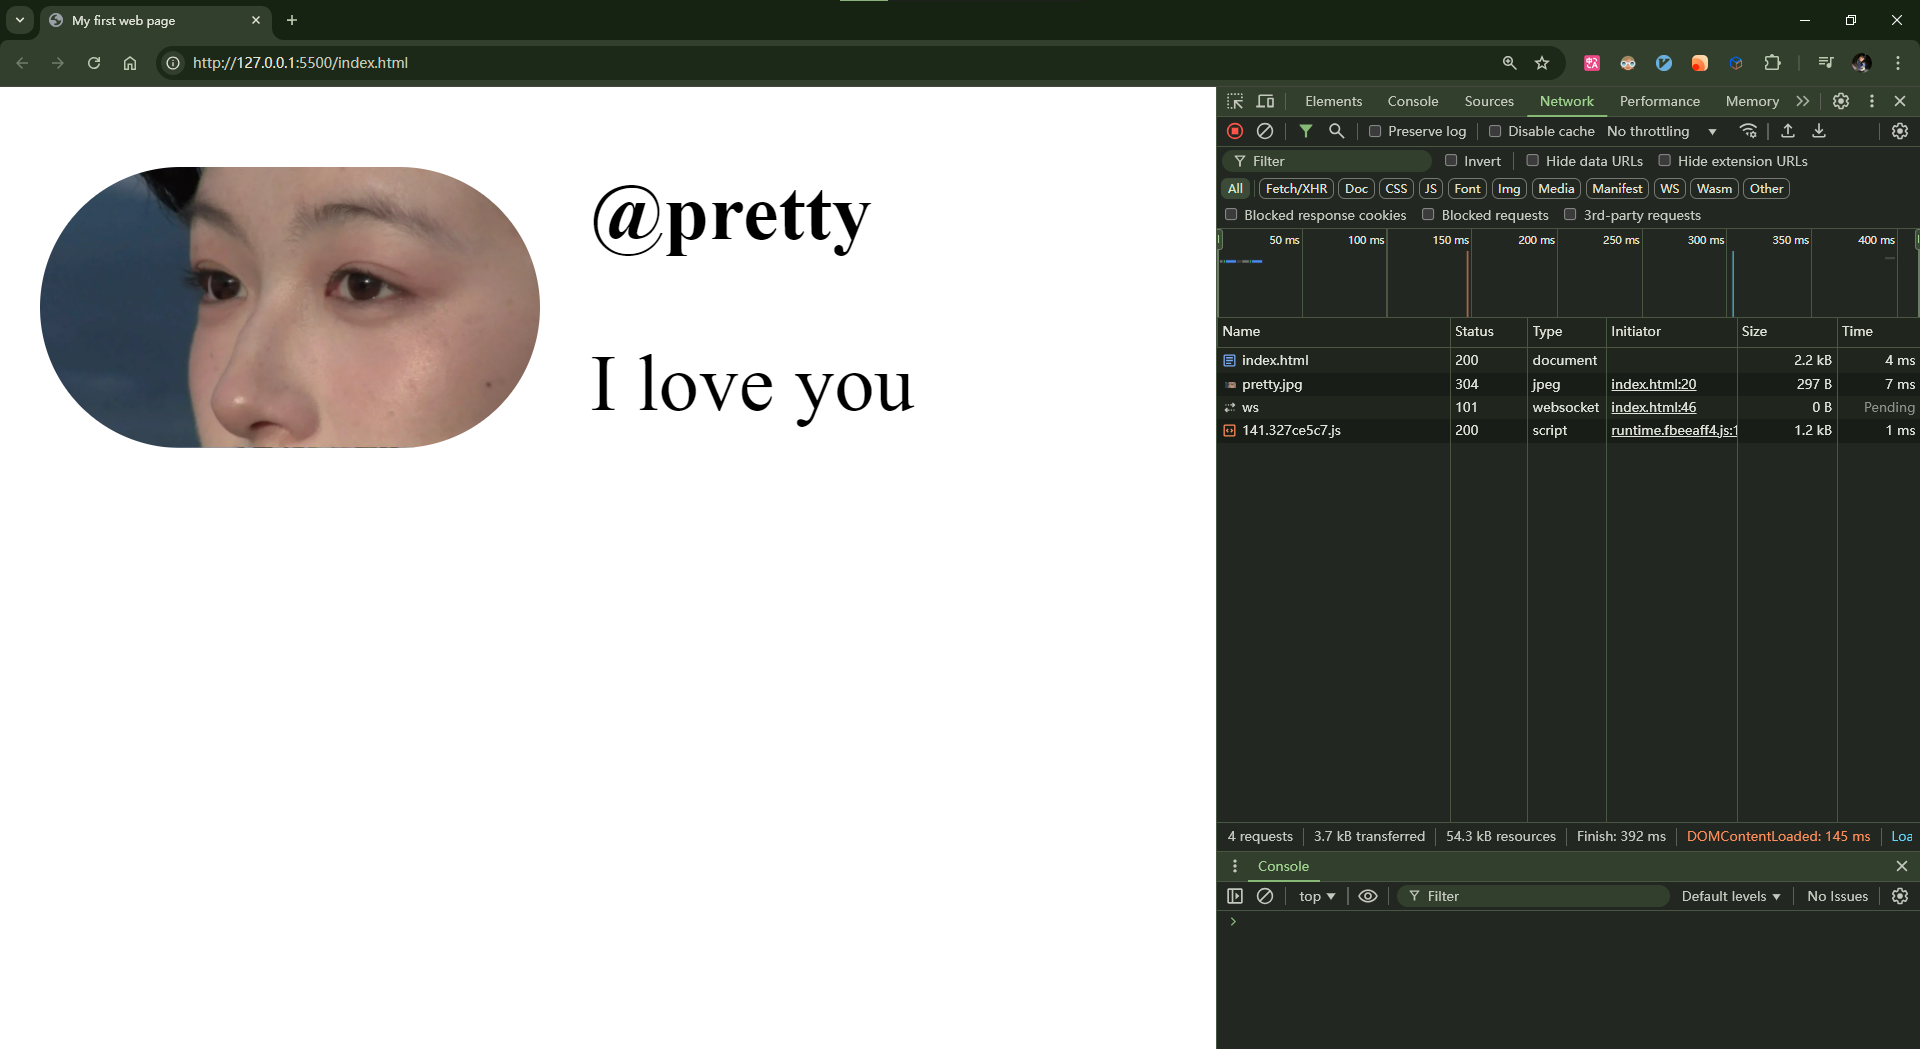 My first web page
http://127.0.0.1:5500/index.html
@pretty
I love you
Elements Console Sources Network Performance Memory
Preserve log Disable cache No throttling
Filter Invert Hide data URLs Hide extension URLs
All Fetch/XHR Doc CSS JS Font Img Media Manifest WS Wasm Other
Blocked response cookies Blocked requests 3rd-party requests
50 ms 100 ms 150 ms 200 ms 250 ms 300 ms 350 ms 400 ms
Name Status Type Initiator Size Time
index.html 200 document 2.2 kB 4 ms
pretty.jpg 304 jpeg index.html:20 297 B 7 ms
ws 101 websocket index.html:46 0 B Pending
141.327ce5c7.js 200 script runtime.fbeeaff4.js:1 1.2 kB 1 ms
4 requests 3.7 kB transferred 54.3 kB resources Finish: 392 ms DOMContentLoaded: 145 ms Loa
Console
top Filter Default levels No Issues